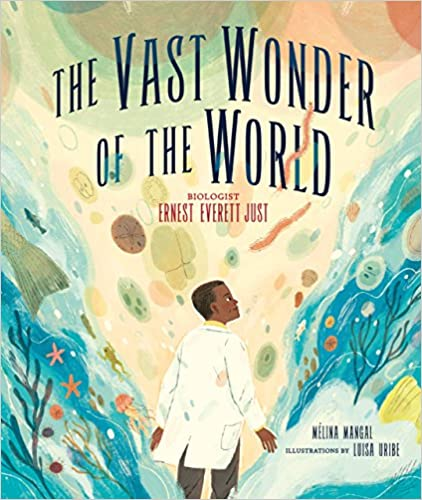 THE VAST WONDER
OF THE WORLD
BIOLOGIST
ERNEST EVERETT JUST
MÉLINA MANGAL
ILLUSTRATIONS BY LUISA URIBE